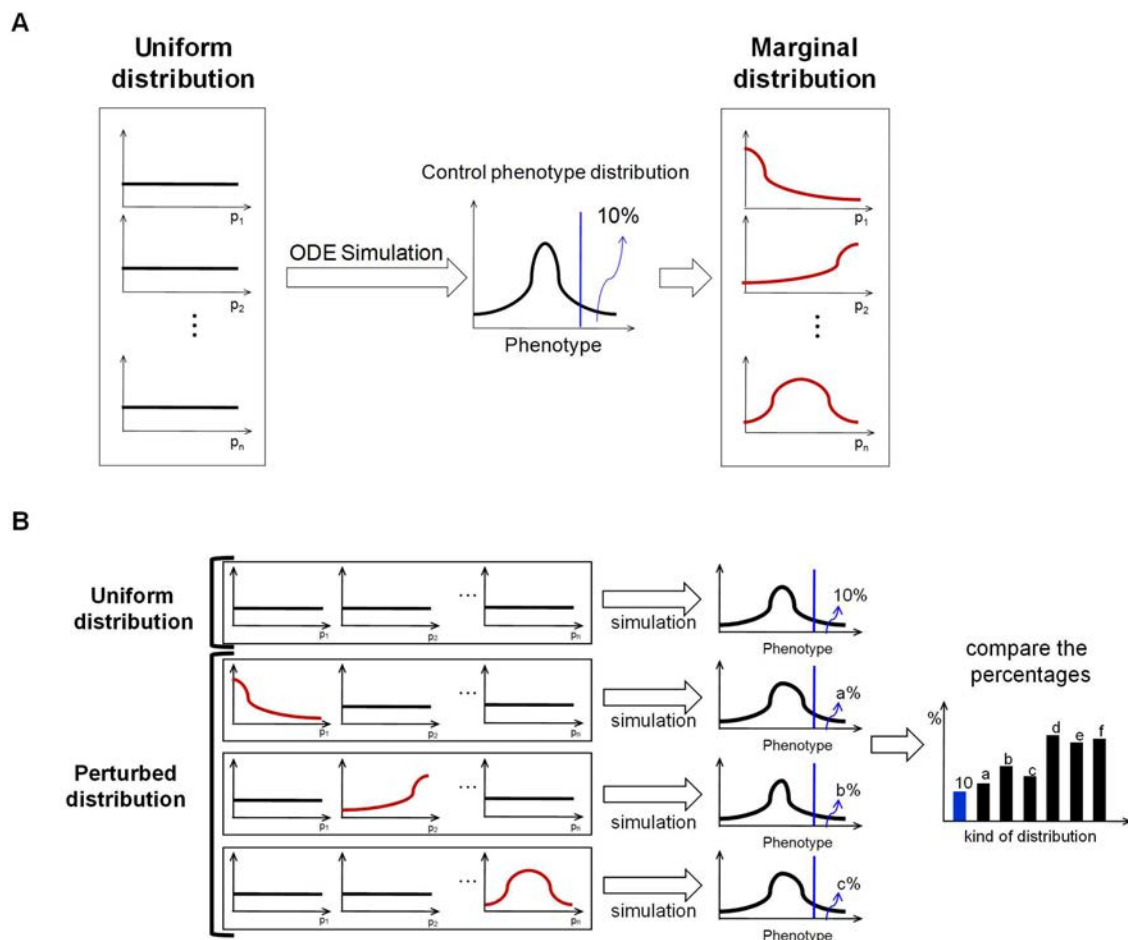 A
Uniform
distribution
Marginal
distribution
p1
p2
⋮
pn
ODE Simulation
Control phenotype distribution
10%
Phenotype
p1
p2
⋮
pn
B
Uniform
distribution
p1
p2
...
pn
simulation
10%
Phenotype
Perturbed
distribution
p1
p2
...
pn
simulation
a%
Phenotype
p1
p2
...
pn
simulation
b%
Phenotype
p1
p2
...
pn
simulation
c%
Phenotype
compare the
percentages
%
10
a
b
c
d
e
f
kind of distribution